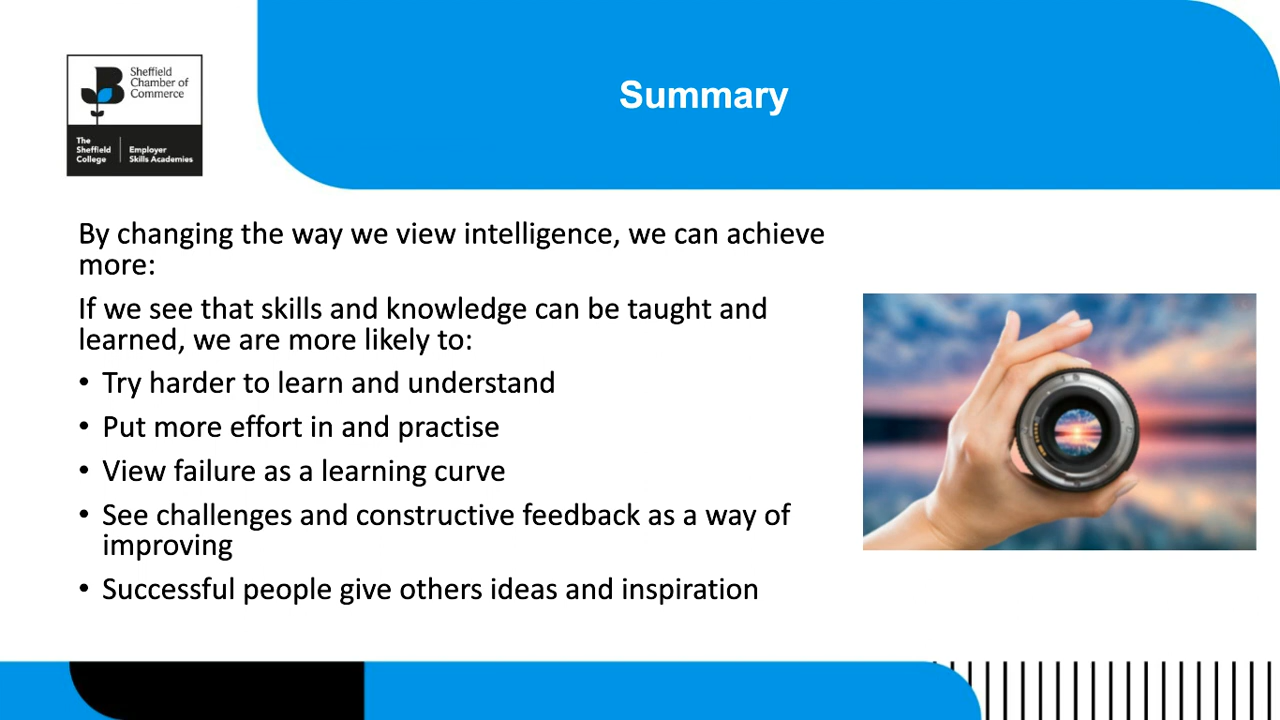 Sheffield
Chamber of
Commerce
The
Sheffield
College
Employer
Skills Academies
Summary
By changing the way we view intelligence, we can achieve
more:
If we see that skills and knowledge can be taught and
learned, we are more likely to:
• Try harder to learn and understand
• Put more effort in and practise
• View failure as a learning curve
• See challenges and constructive feedback as a way of
improving
• Successful people give others ideas and inspiration